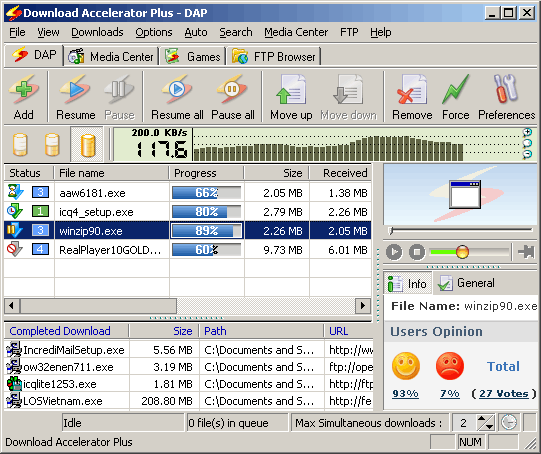 Download Accelerator Plus - DAP
File View Downloads Options Auto Search Media Center FTP Help
DAP Media Center Games FTP Browser
Add Resume Pause Resume all Pause all Move up Move down Remove Force Preferences
200.0 KB/s
117.6
Status File name Progress Size Received
3 aaw6181.exe 66% 2.05 MB 1.38 MB
1 icq4_setup.exe 80% 2.79 MB 2.26 MB
3 winzip90.exe 89% 2.26 MB 2.05 MB
4 RealPlayer10GOLD... 60% 9.73 MB 6.01 MB
Info General
File Name: winzip90.exe
Users Opinion
Total
93% 7% ( 27 Votes )
Completed Download Size Path URL
IncrediMailSetup.exe 5.56 MB C:\Documents and S... http://ww
ow32enen711.exe 3.19 MB C:\Documents and S... ftp://ope
icqlite1253.exe 1.81 MB C:\Documents and S... http://ftp
LOSVietnam.exe 208.80 MB C:\Documents and S... http://fe
Idle 0 file(s) in queue Max Simultaneous downloads : 2
Download Accelerator Plus NUM